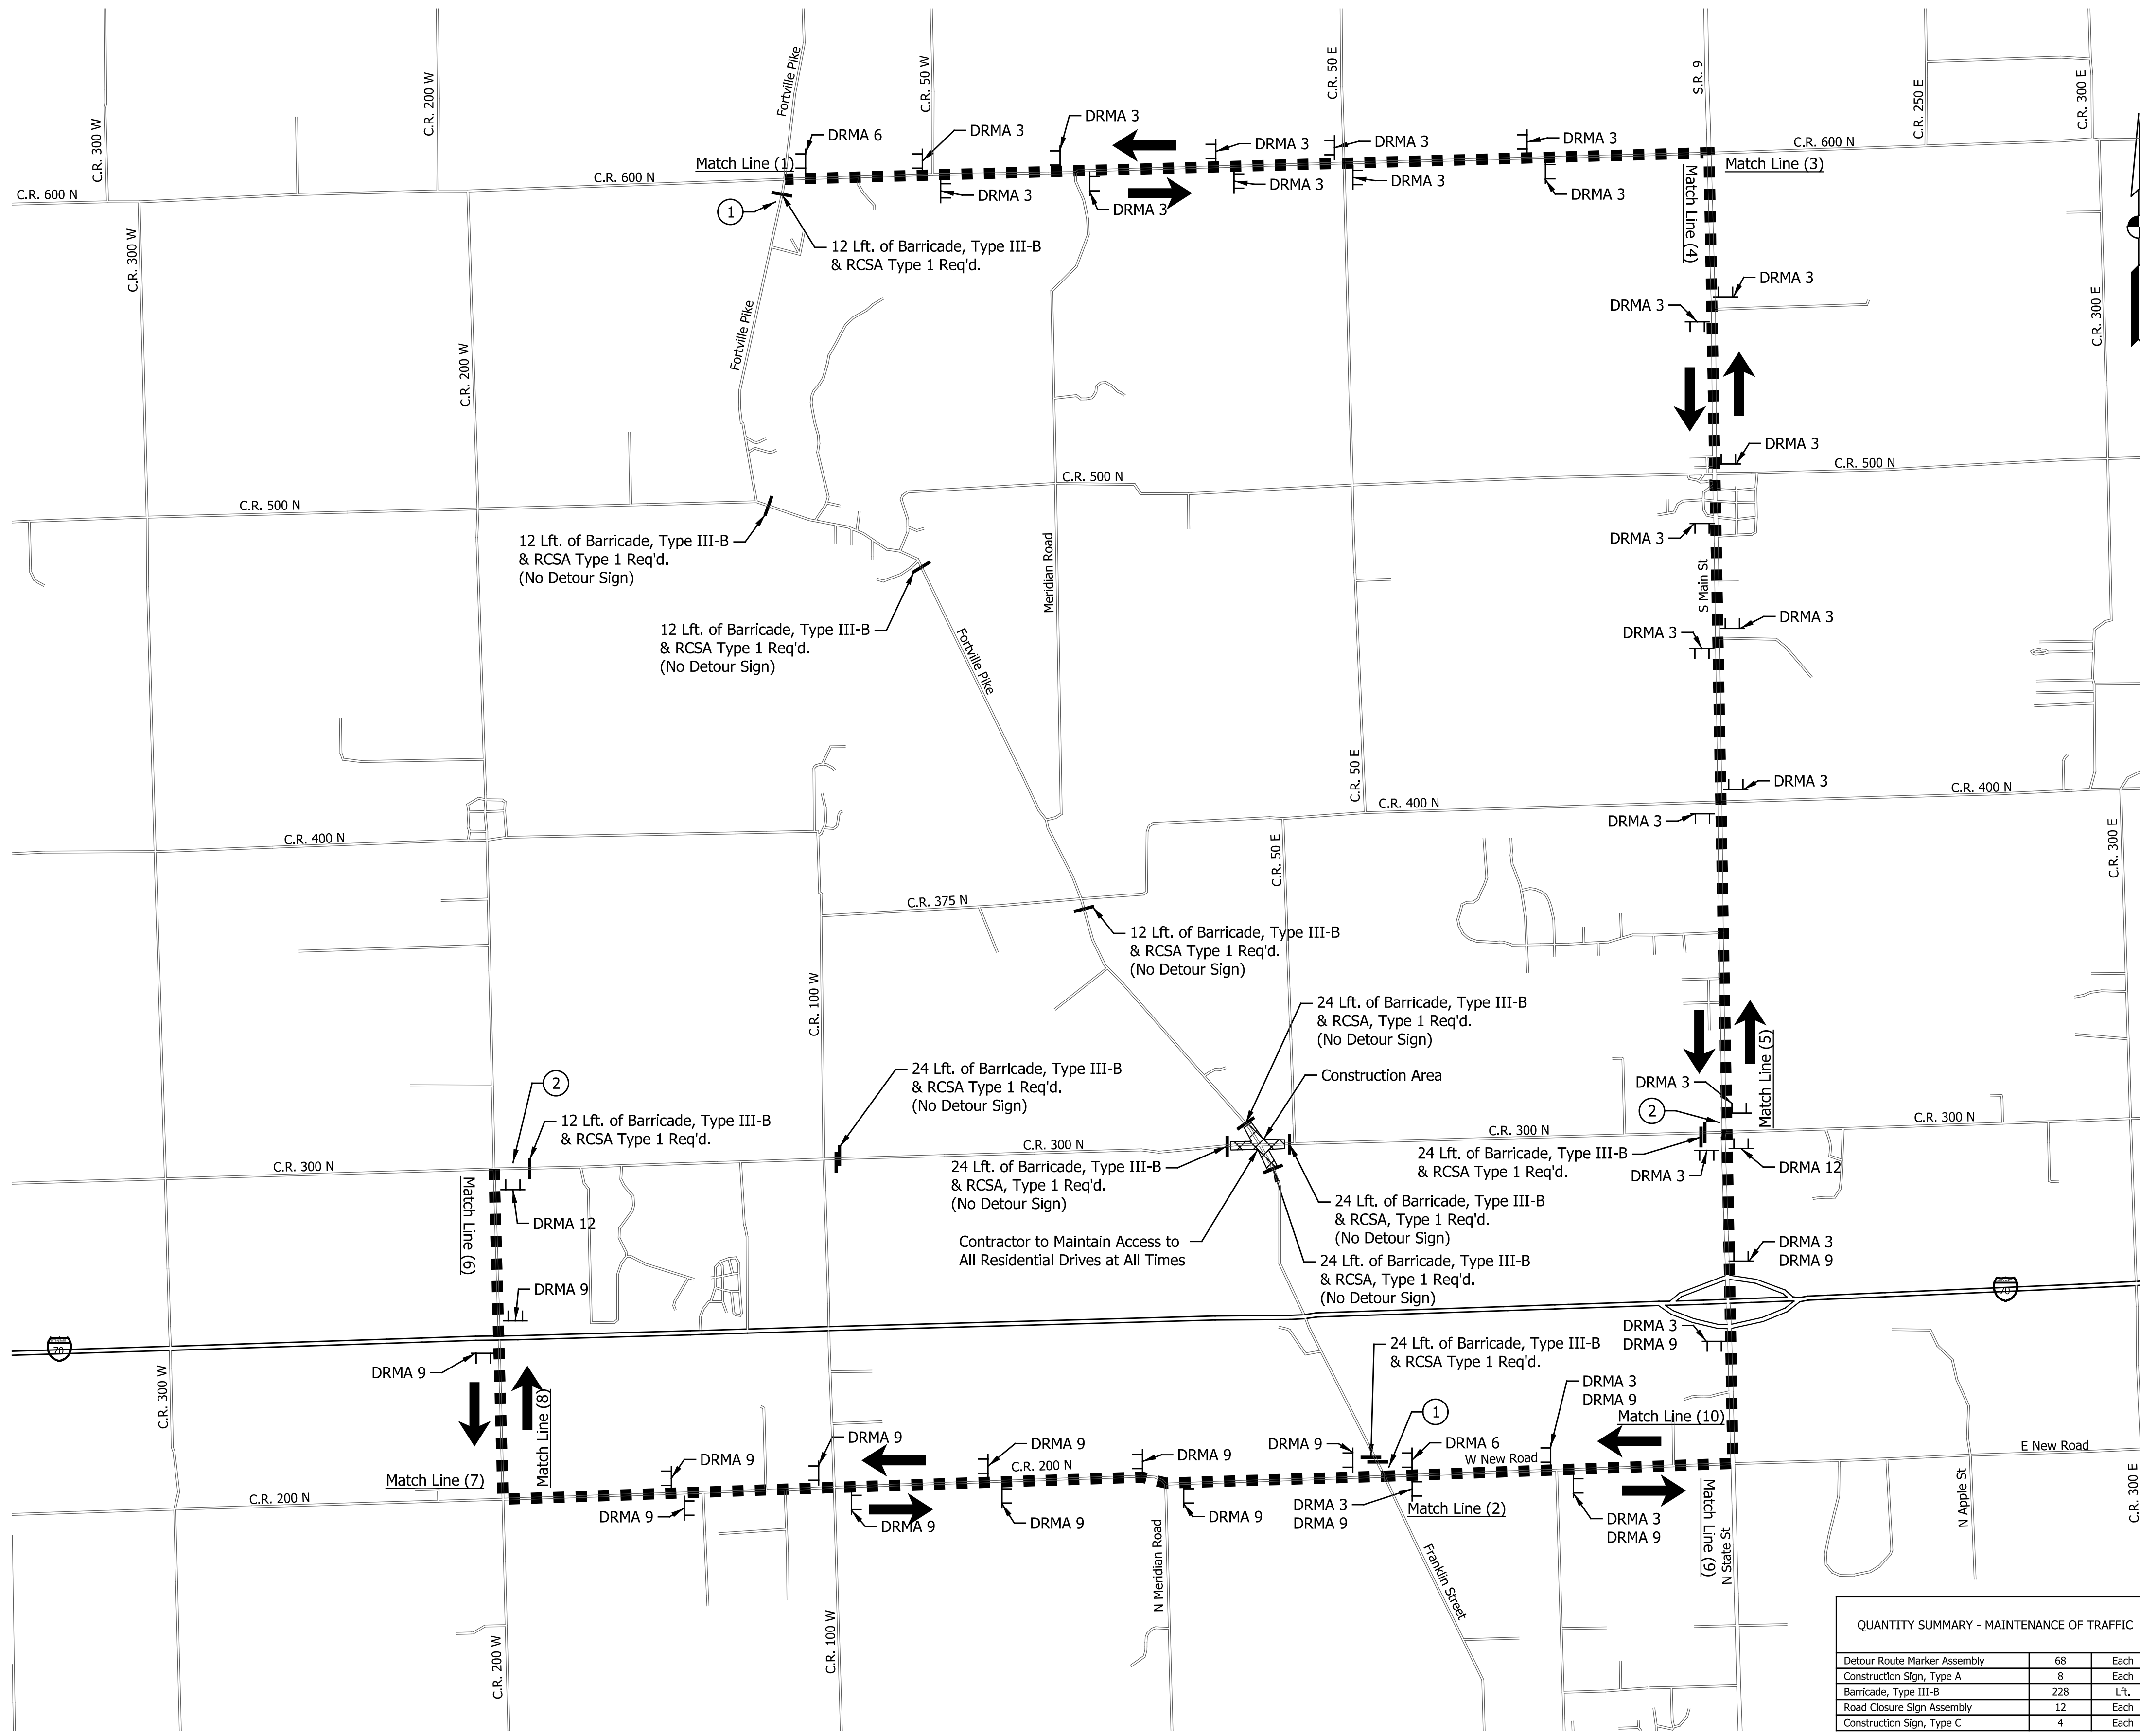 C.R. 300 W
C.R. 200 W
Fortville Pike
C.R. 50 W
C.R. 50 E
S.R. 9
C.R. 250 E
C.R. 300 E
DRMA 6
DRMA 3
DRMA 3
DRMA 3
DRMA 3
DRMA 3
C.R. 600 N
Match Line (1)
Match Line (3)
Match Line (4)
C.R. 600 N
C.R. 600 N
DRMA 3
DRMA 3
DRMA 3
DRMA 3
DRMA 3
1
12 Lft. of Barricade, Type III-B
& RCSA Type 1 Req'd.
C.R. 300 W
C.R. 200 W
Fortville Pike
C.R. 300 E
DRMA 3
DRMA 3
DRMA 3
C.R. 500 N
C.R. 500 N
C.R. 500 N
12 Lft. of Barricade, Type III-B
& RCSA Type 1 Req'd.
(No Detour Sign)
Meridian Road
DRMA 3
S Main St
12 Lft. of Barricade, Type III-B
& RCSA Type 1 Req'd.
(No Detour Sign)
Fortville Pike
DRMA 3
DRMA 3
C.R. 50 E
DRMA 3
C.R. 400 N
C.R. 400 N
DRMA 3
C.R. 400 N
C.R. 50 E
C.R. 300 E
C.R. 375 N
12 Lft. of Barricade, Type III-B
& RCSA Type 1 Req'd.
(No Detour Sign)
C.R. 100 W
24 Lft. of Barricade, Type III-B
& RCSA, Type 1 Req'd.
(No Detour Sign)
Construction Area
24 Lft. of Barricade, Type III-B
& RCSA Type 1 Req'd.
(No Detour Sign)
2
12 Lft. of Barricade, Type III-B
& RCSA Type 1 Req'd.
DRMA 3
2
Match Line (5)
C.R. 300 N
C.R. 300 N
C.R. 300 N
C.R. 300 N
24 Lft. of Barricade, Type III-B
& RCSA, Type 1 Req'd.
(No Detour Sign)
24 Lft. of Barricade, Type III-B
& RCSA Type 1 Req'd.
DRMA 3
DRMA 12
Match Line (6)
DRMA 12
24 Lft. of Barricade, Type III-B
& RCSA, Type 1 Req'd.
(No Detour Sign)
Contractor to Maintain Access to
All Residential Drives at All Times
24 Lft. of Barricade, Type III-B
& RCSA, Type 1 Req'd.
(No Detour Sign)
DRMA 3
DRMA 9
DRMA 9
70
70
DRMA 3
DRMA 9
24 Lft. of Barricade, Type III-B
& RCSA Type 1 Req'd.
DRMA 9
C.R. 300 W
Match Line (8)
DRMA 3
DRMA 9
Match Line (10)
1
DRMA 9
DRMA 9
DRMA 9
DRMA 9
DRMA 9
DRMA 6
W New Road
E New Road
C.R. 200 N
Match Line (7)
C.R. 200 N
DRMA 9
DRMA 9
DRMA 9
DRMA 9
DRMA 3
DRMA 9
Match Line (2)
DRMA 3
DRMA 9
Match Line (9)
N State St
N Apple St
C.R. 300 E
N Meridian Road
Franklin Street
C.R. 200 W
C.R. 100 W
QUANTITY SUMMARY - MAINTENANCE OF TRAFFIC
Detour Route Marker Assembly 68 Each
Construction Sign, Type A 8 Each
Barricade, Type III-B 228 Lft.
Road Closure Sign Assembly 12 Each
Construction Sign, Type C 4 Each